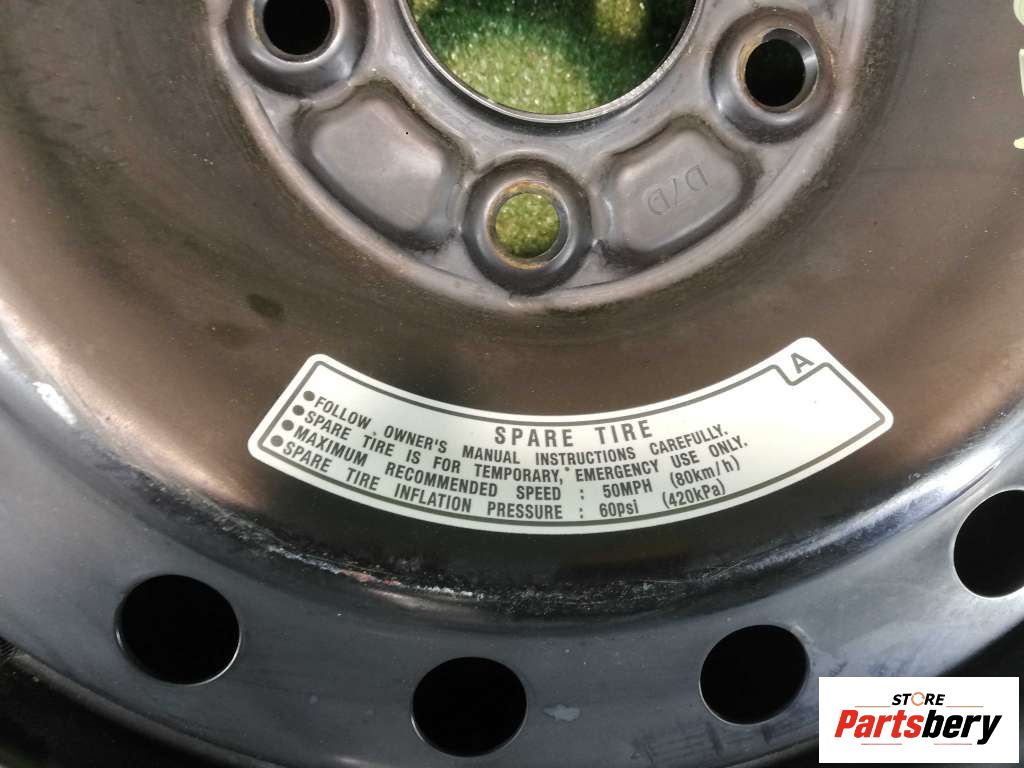 D7D
A
SPARE TIRE
●FOLLOW OWNER'S MANUAL INSTRUCTIONS CAREFULLY.
●SPARE TIRE IS FOR TEMPORARY, EMERGENCY USE ONLY.
●MAXIMUM RECOMMENDED SPEED : 50MPH (80km/h)
●SPARE TIRE INFLATION PRESSURE : 60psi (420kPa)
STORE
Partsbery